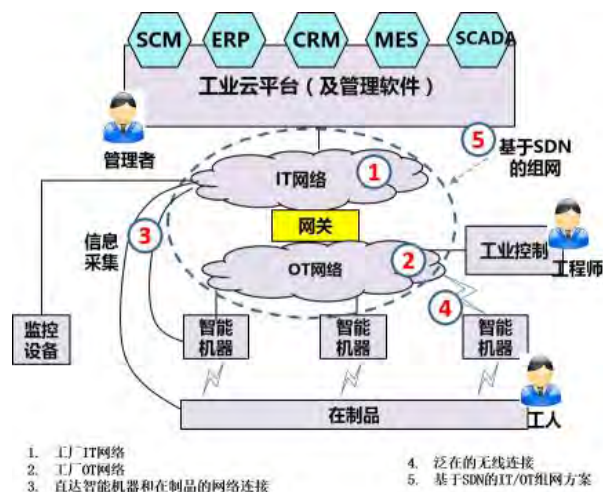 SCM
ERP
CRM
MES
SCADA
工业云平台（及管理软件）
管理者
5
基于SDN
的组网
IT网络
1
网关
信息
采集
3
OT网络
2
工业控制
工程师
4
监控
设备
智能
机器
智能
机器
智能
机器
在制品
工人
1. 工厂IT网络
2. 工厂OT网络
3. 直达智能机器和在制品的网络连接
4. 泛在的无线连接
5. 基于SDN的IT/OT组网方案